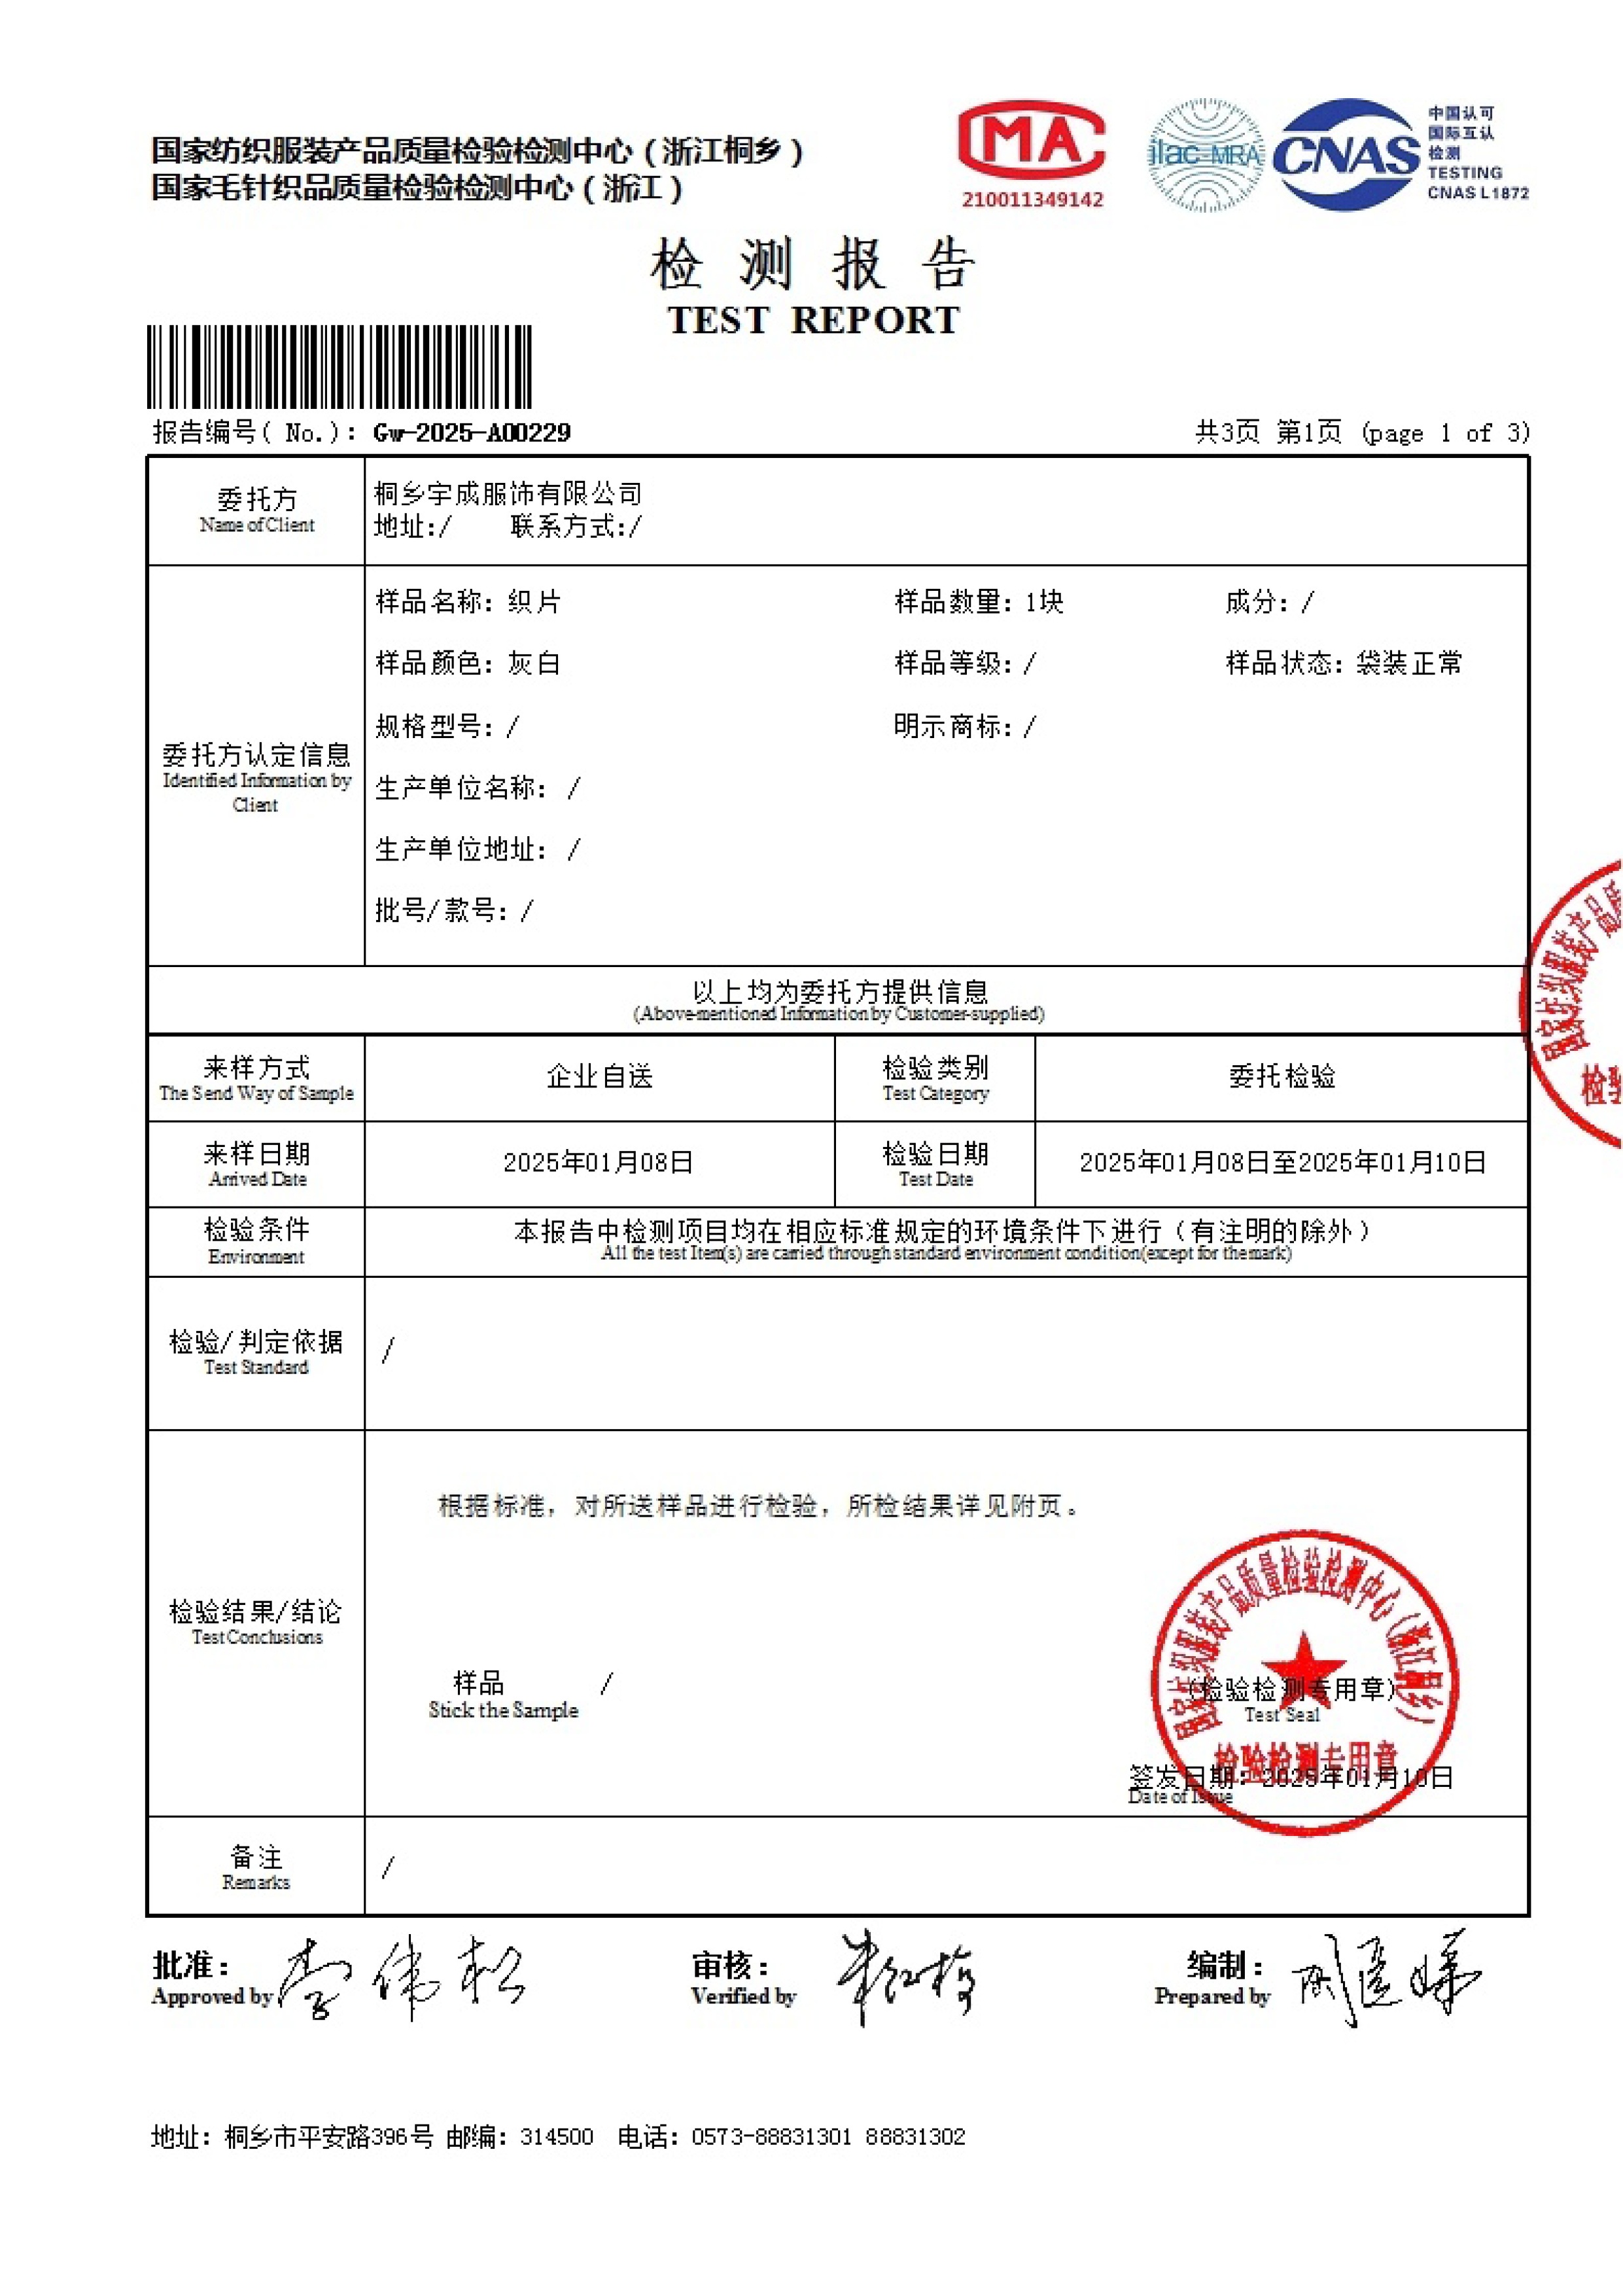 国家纺织服装产品质量检验检测中心（浙江桐乡）
国家毛针织品质量检验检测中心（浙江）
MA
210011349142
ilac-MRA
CNAS
中国认可
国际互认
检测
TESTING
CNAS L1872
检测报告
TEST REPORT
报告编号( No.): Gw-2025-A00229
共3页 第1页 (page 1 of 3)
委托方
Name of Client
桐乡宇成服饰有限公司
地址:/ 联系方式:/
委托方认定信息
Identified Information by
Client
样品名称: 织片 样品数量: 1块 成分: /
样品颜色: 灰白 样品等级: / 样品状态: 袋装正常
规格型号: / 明示商标: /
生产单位名称: /
生产单位地址: /
批号/款号: /
以上均为委托方提供信息
(Above-mentioned Information by Customer-supplied)
来样方式
The Send Way of Sample
企业自送
检验类别
Test Category
委托检验
来样日期
Arrived Date
2025年01月08日
检验日期
Test Date
2025年01月08日至2025年01月10日
检验条件
Environment
本报告中检测项目均在相应标准规定的环境条件下进行（有注明的除外）
All the test Item(s) are carried through standard environment condition(except for the mark)
检验/判定依据
Test Standard
/
检验结果/结论
Test Conclusions
根据标准，对所送样品进行检验，所检结果详见附页。
样品 /
Stick the Sample
国家纺织服装产品质量检验检测中心（浙江桐乡）
(检验检测专用章)
Test Seal
检验检测专用章
签发日期: 2025年01月10日
Date of Issue
备注
Remarks
/
批准:
Approved by
李伟松
审核:
Verified by
编制:
Prepared by
地址: 桐乡市平安路396号 邮编: 314500 电话: 0573-88831301 88831302